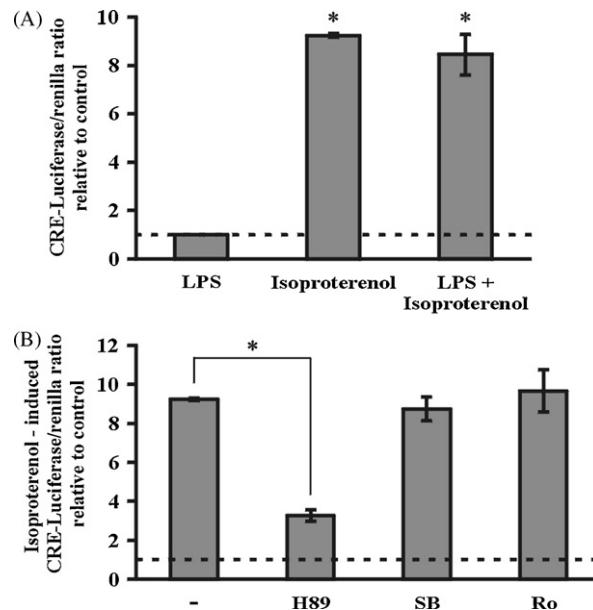 (A)
CRE-Luciferase/renilla ratio
relative to control
10
8
6
4
2
0
*
*
LPS
Isoproterenol
LPS +
Isoproterenol
(B)
Isoproterenol - induced
CRE-Luciferase/renilla ratio
relative to control
12
10
8
6
4
2
0
*
-
H89
SB
Ro